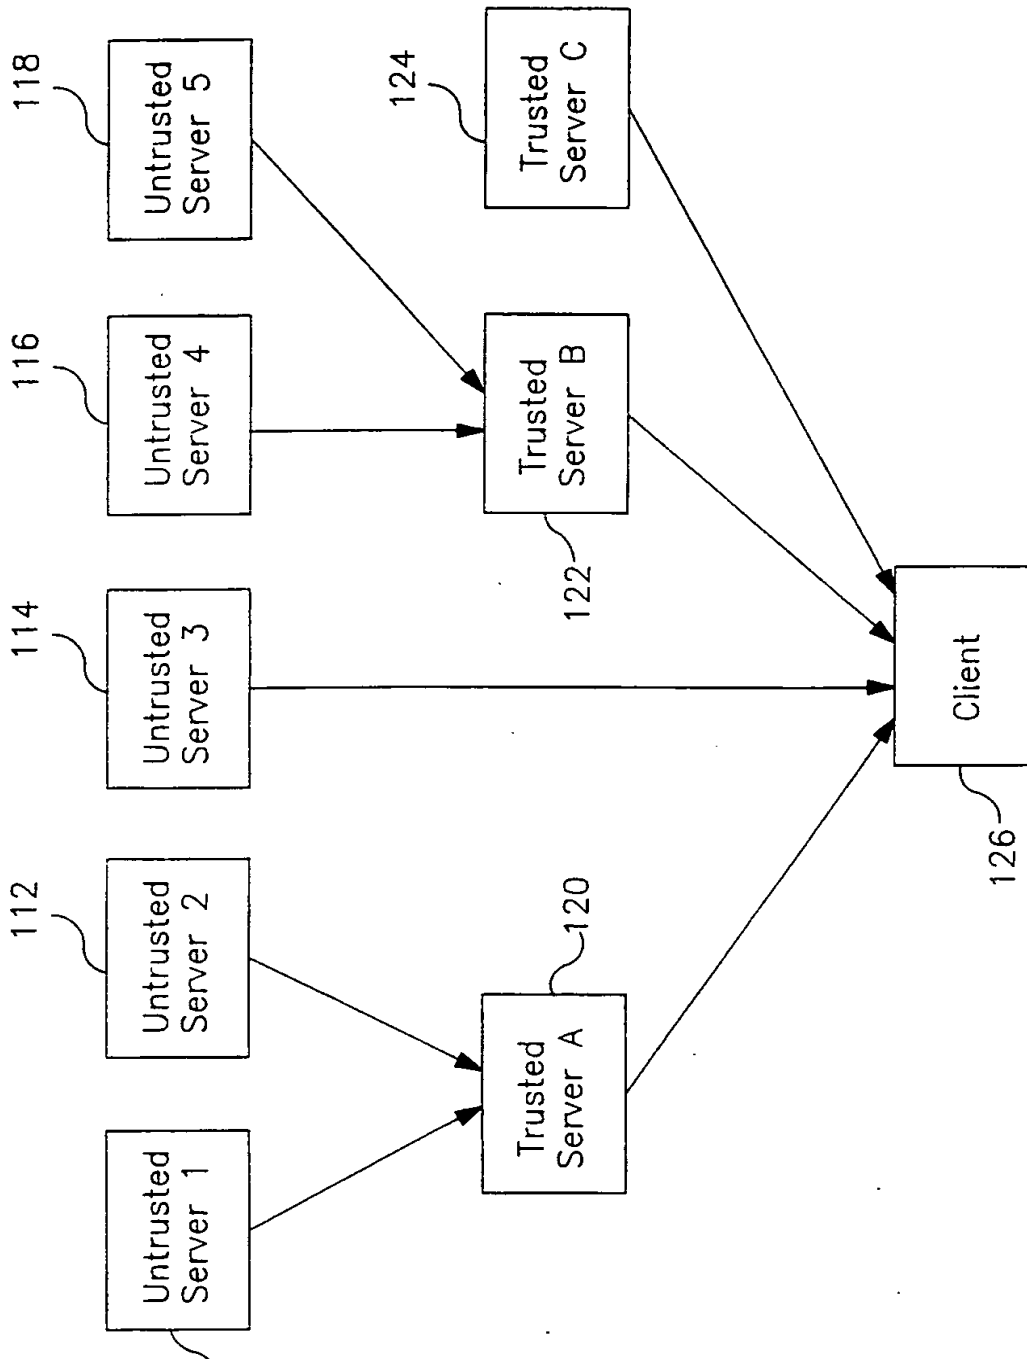 112
114
116
118
Untrusted
Server 1
Untrusted
Server 2
Untrusted
Server 3
Untrusted
Server 4
Untrusted
Server 5
124
Trusted
Server A
120
Trusted
Server B
122
Trusted
Server C
Client
126